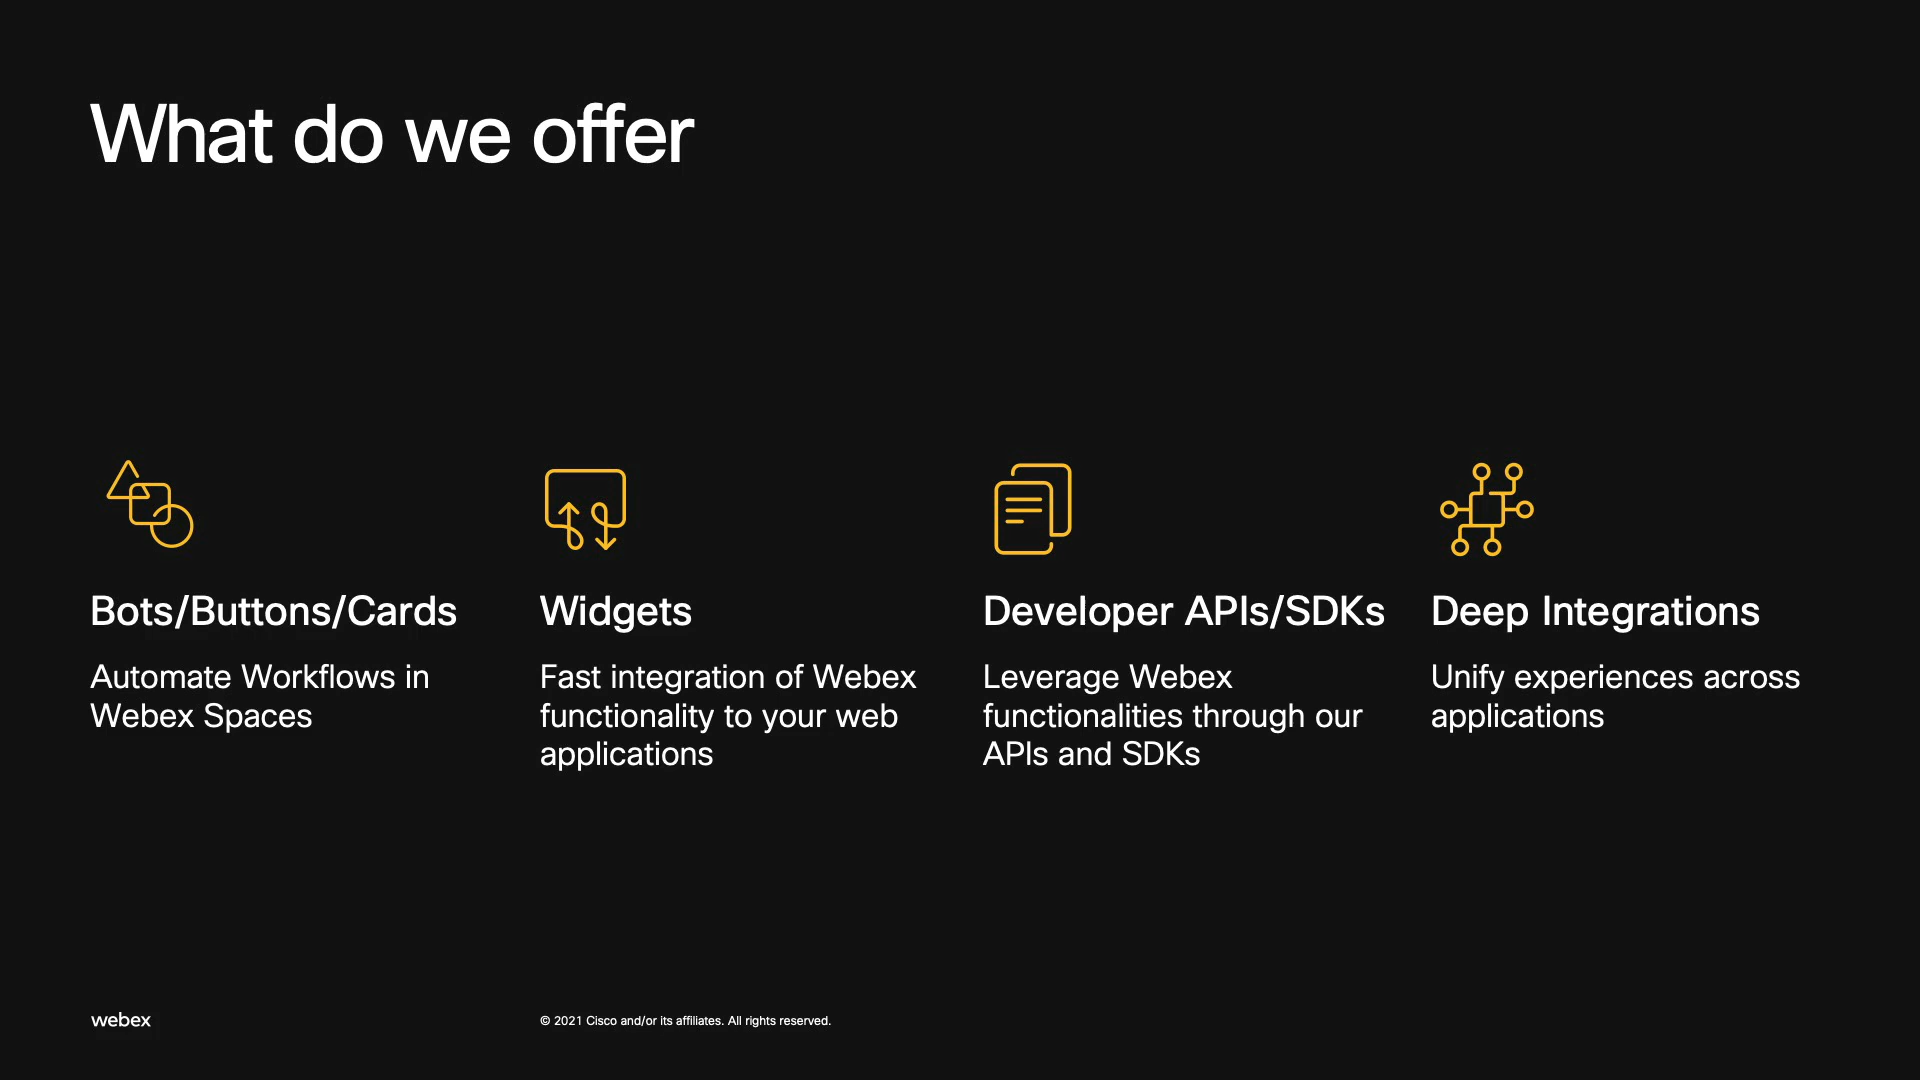 What do we offer
Bots/Buttons/Cards
Automate Workflows in
Webex Spaces
Widgets
Fast integration of Webex
functionality to your web
applications
Developer APIs/SDKs
Leverage Webex
functionalities through our
APIs and SDKs
Deep Integrations
Unify experiences across
applications
webex
© 2021 Cisco and/or its affiliates. All rights reserved.